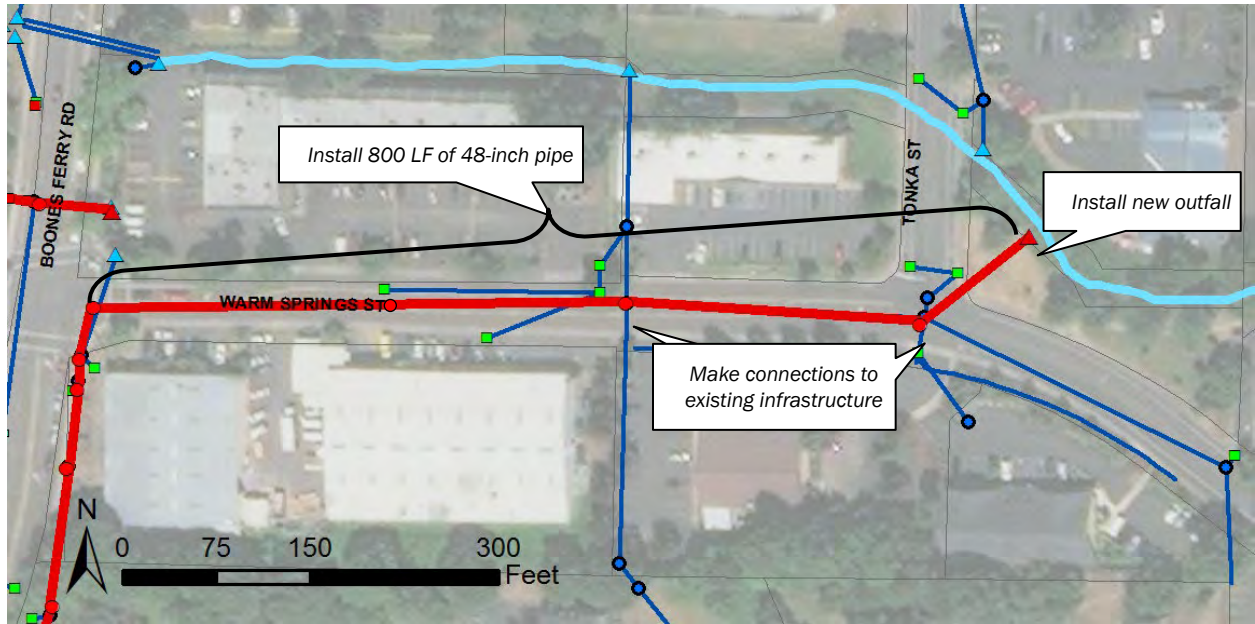 Install 800 LF of 48-inch pipe
BOONES FERRY RD
TONKA ST
Install new outfall
WARM SPRINGS ST
Make connections to
existing infrastructure
N
0 75 150 300
Feet